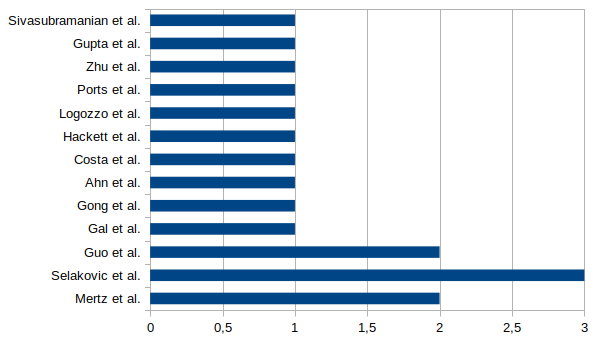 Sivasubramanian et al.
Gupta et al.
Zhu et al.
Ports et al.
Logozzo et al.
Hackett et al.
Costa et al.
Ahn et al.
Gong et al.
Gal et al.
Guo et al.
Selakovic et al.
Mertz et al.
0 0,5 1 1,5 2 2,5 3